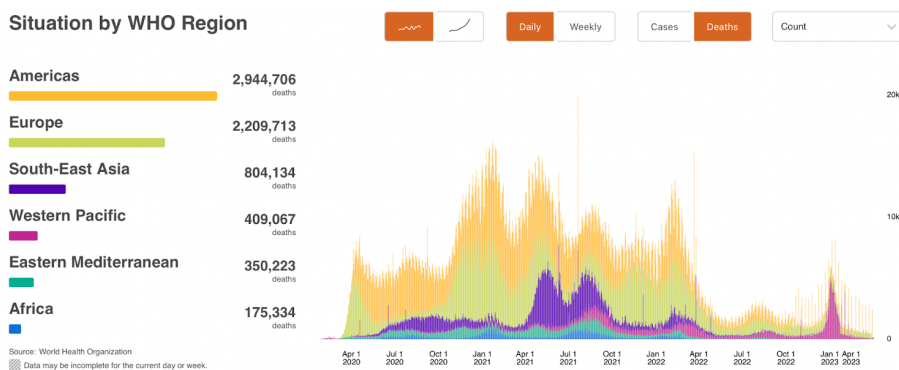 Situation by WHO Region
Daily
Weekly
Cases
Deaths
Count
Americas
2,944,706
deaths
Europe
2,209,713
deaths
South-East Asia
804,134
deaths
Western Pacific
409,067
deaths
Eastern Mediterranean
350,223
deaths
Africa
175,334
deaths
Source: World Health Organization
Data may be incomplete for the current day or week.
20k
10k
0
Apr 1
2020
Jul 1
2020
Oct 1
2020
Jan 1
2021
Apr 1
2021
Jul 1
2021
Oct 1
2021
Jan 1
2022
Apr 1
2022
Jul 1
2022
Oct 1
2022
Jan 1
2023
Apr 1
2023